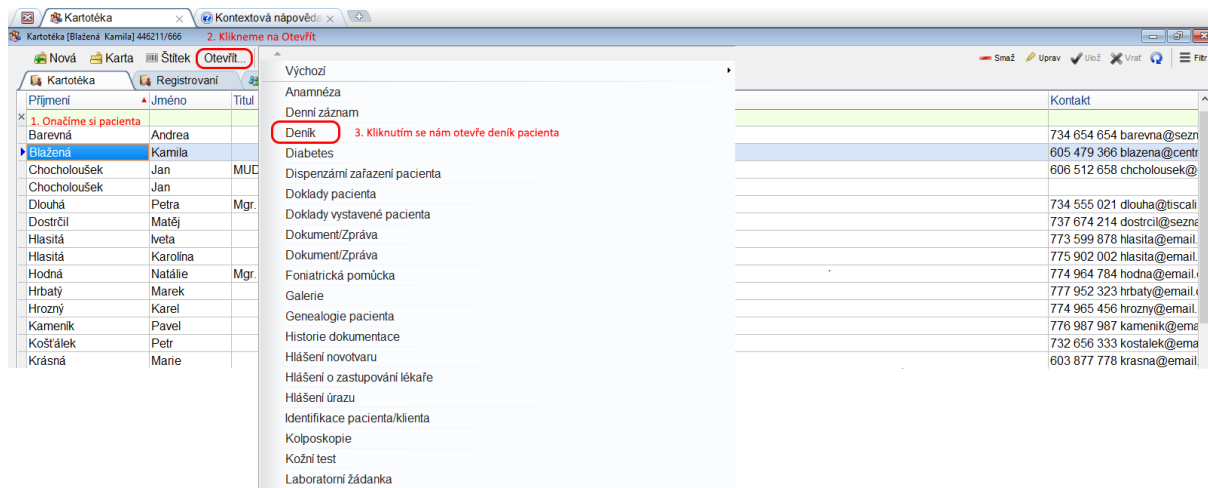 Kartotéka
Kontextová nápověda
Kartotéka [Blažená Kamila] 446211/666
2. Klikneme na Otevřít
Nová Karta Štítek Otevřít...
Smaž Uprav Ulož Vrať Filtr
Kartotéka Registrovaní
Příjmení Jméno Titul Kontakt
1. Onačíme si pacienta
Barevná Andrea 734 654 654 barevna@sezn
Blažená Kamila 605 479 366 blazena@centr
Chocholoušek Jan MUD 606 512 658 chcholousek@
Chocholoušek Jan
Dlouhá Petra Mgr. 734 555 021 dlouha@tiscali
Dostrčil Matěj 737 674 214 dostrcil@sezna
Hlasitá Iveta 773 599 878 hlasita@email.
Hlasitá Karolína 775 902 002 hlasita@email.
Hodná Natálie Mgr. 774 964 784 hodna@email.
Hrbatý Marek 777 952 323 hrbaty@email.
Hrozný Karel 774 965 456 hrozny@email.
Kameník Pavel 776 987 987 kamenik@ema
Košťálek Petr 732 656 333 kostalek@ema
Krásná Marie 603 877 778 krasna@email.
Výchozí
Anamnéza
Denní záznam
Deník 3. Kliknutím se nám otevře deník pacienta
Diabetes
Dispenzární zařazení pacienta
Doklady pacienta
Doklady vystavené pacienta
Dokument/Zpráva
Dokument/Zpráva
Foniatrická pomůcka
Galerie
Genealogie pacienta
Historie dokumentace
Hlášení novotvaru
Hlášení o zastupování lékaře
Hlášení úrazu
Identifikace pacienta/klienta
Kolposkopie
Kožní test
Laboratorní žádanka